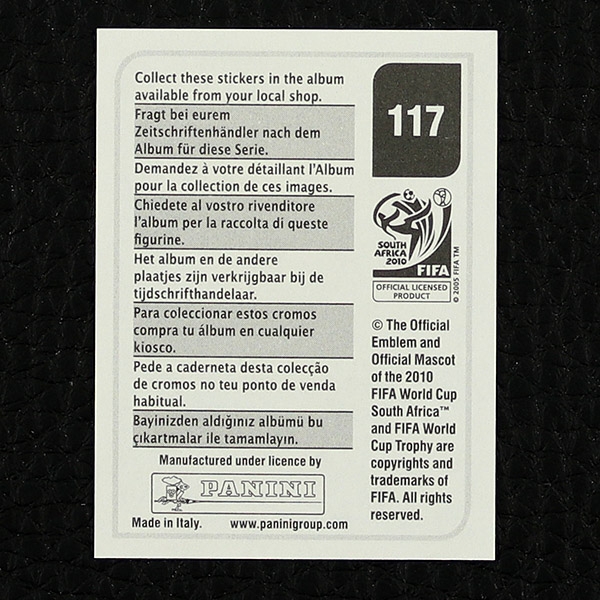 Collect these stickers in the album
available from your local shop.
Fragt bei eurem
Zeitschriftenhändler nach dem
Album für diese Serie.
Demandez à votre détaillant l'Album
pour la collection de ces images.
Chiedete al vostro rivenditore
l'album per la raccolta di queste
figurine.
Het album en de andere
plaatjes zijn verkrijgbaar bij de
tijdschrifthandelaar.
Para coleccionar estos cromos
compra tu álbum en cualquier
kiosco.
Pede a caderneta desta colecção
de cromos no teu ponto de venda
habitual.
Bayinizden aldığınız albümü bu
çıkartmalar ile tamamlayın.
Manufactured under licence by
PANINI
Made in Italy. www.paninigroup.com
117
SOUTH
AFRICA
2010
FIFA
OFFICIAL LICENSED
PRODUCT
© 2005 FIFA TM
© The Official
Emblem and
Official Mascot
of the 2010
FIFA World Cup
South Africa™
and FIFA World
Cup Trophy are
copyrights and
trademarks of
FIFA. All rights
reserved.